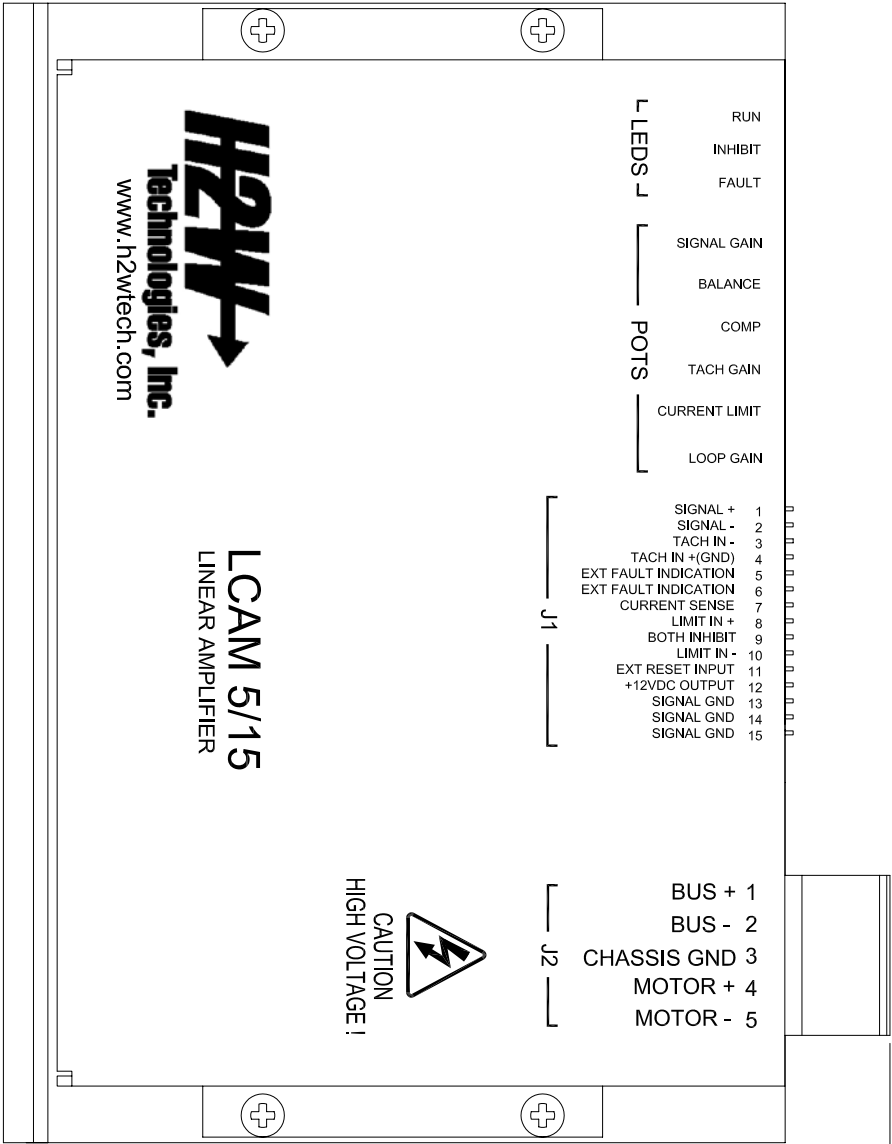 H2W
Technologies, Inc.
www.h2wtech.com
LCAM 5/15
LINEAR AMPLIFIER
LEDS
RUN
INHIBIT
FAULT
POTS
SIGNAL GAIN
BALANCE
COMP
TACH GAIN
CURRENT LIMIT
LOOP GAIN
J1
SIGNAL + 1
SIGNAL - 2
TACH IN - 3
TACH IN +(GND) 4
EXT FAULT INDICATION 5
EXT FAULT INDICATION 6
CURRENT SENSE 7
LIMIT IN + 8
BOTH INHIBIT 9
LIMIT IN - 10
EXT RESET INPUT 11
+12VDC OUTPUT 12
SIGNAL GND 13
SIGNAL GND 14
SIGNAL GND 15
CAUTION
HIGH VOLTAGE !
J2
BUS + 1
BUS - 2
CHASSIS GND 3
MOTOR + 4
MOTOR - 5